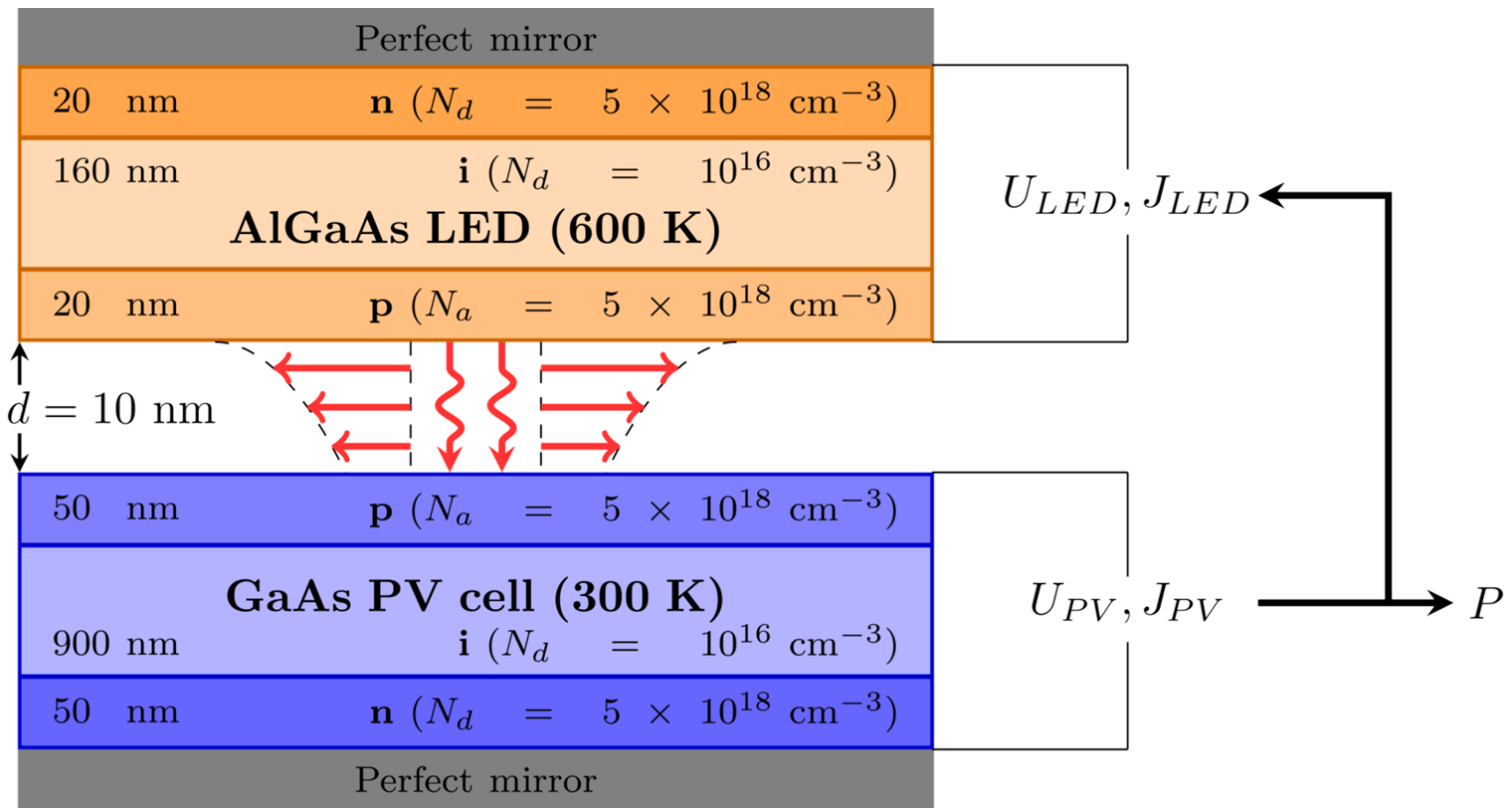 Perfect mirror
20 nm n (N_d = 5 × 10^18 cm^−3)
160 nm i (N_d = 10^16 cm^−3)
AlGaAs LED (600 K)
20 nm p (N_a = 5 × 10^18 cm^−3)
U_LED, J_LED
d = 10 nm
50 nm p (N_a = 5 × 10^18 cm^−3)
GaAs PV cell (300 K)
900 nm i (N_d = 10^16 cm^−3)
50 nm n (N_d = 5 × 10^18 cm^−3)
U_PV, J_PV
P
Perfect mirror